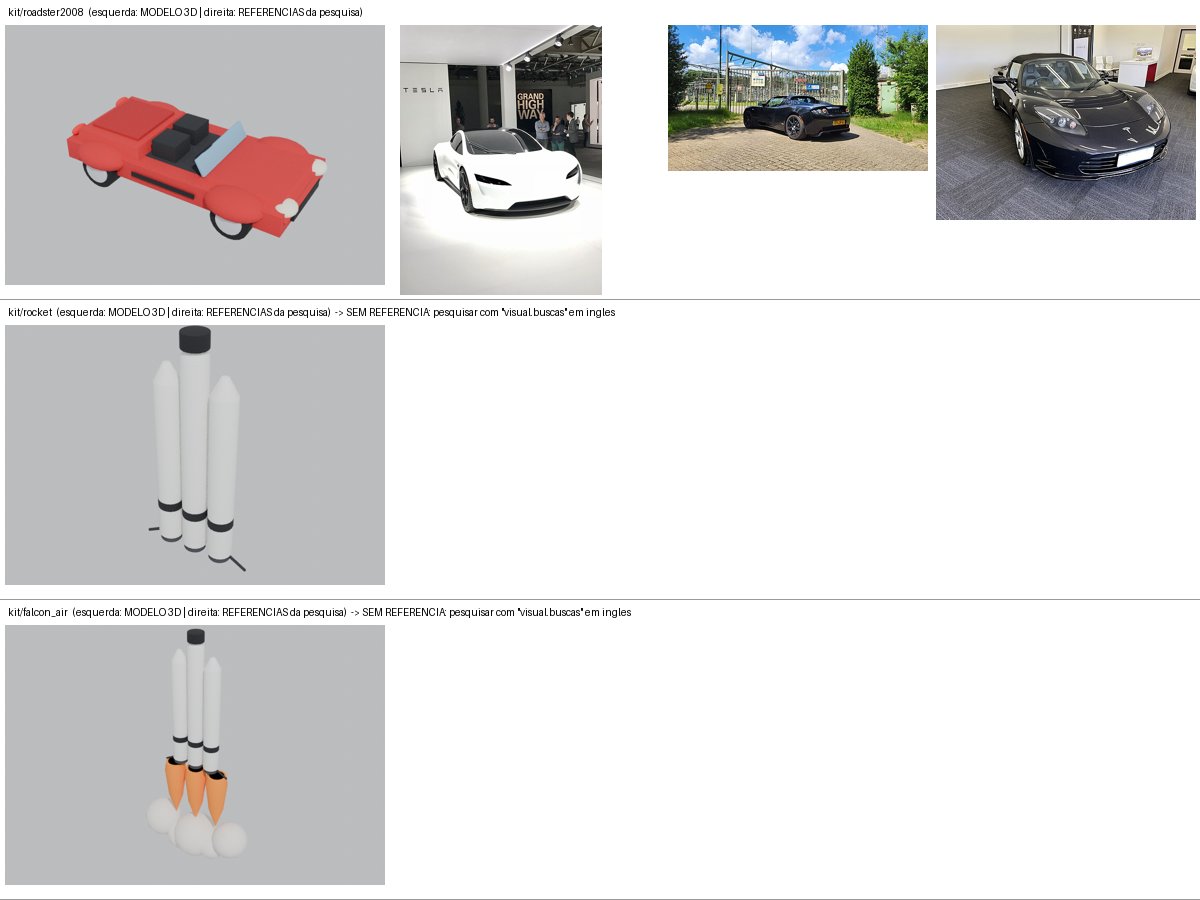 kit/roadster2008 (esquerda: MODELO 3D | direita: REFERENCIAS da pesquisa)
TESLA
GRAND
HIGH
WAY
kit/rocket (esquerda: MODELO 3D | direita: REFERENCIAS da pesquisa) -> SEM REFERENCIA: pesquisar com "visual.buscas" em ingles
kit/falcon_air (esquerda: MODELO 3D | direita: REFERENCIAS da pesquisa) -> SEM REFERENCIA: pesquisar com "visual.buscas" em ingles